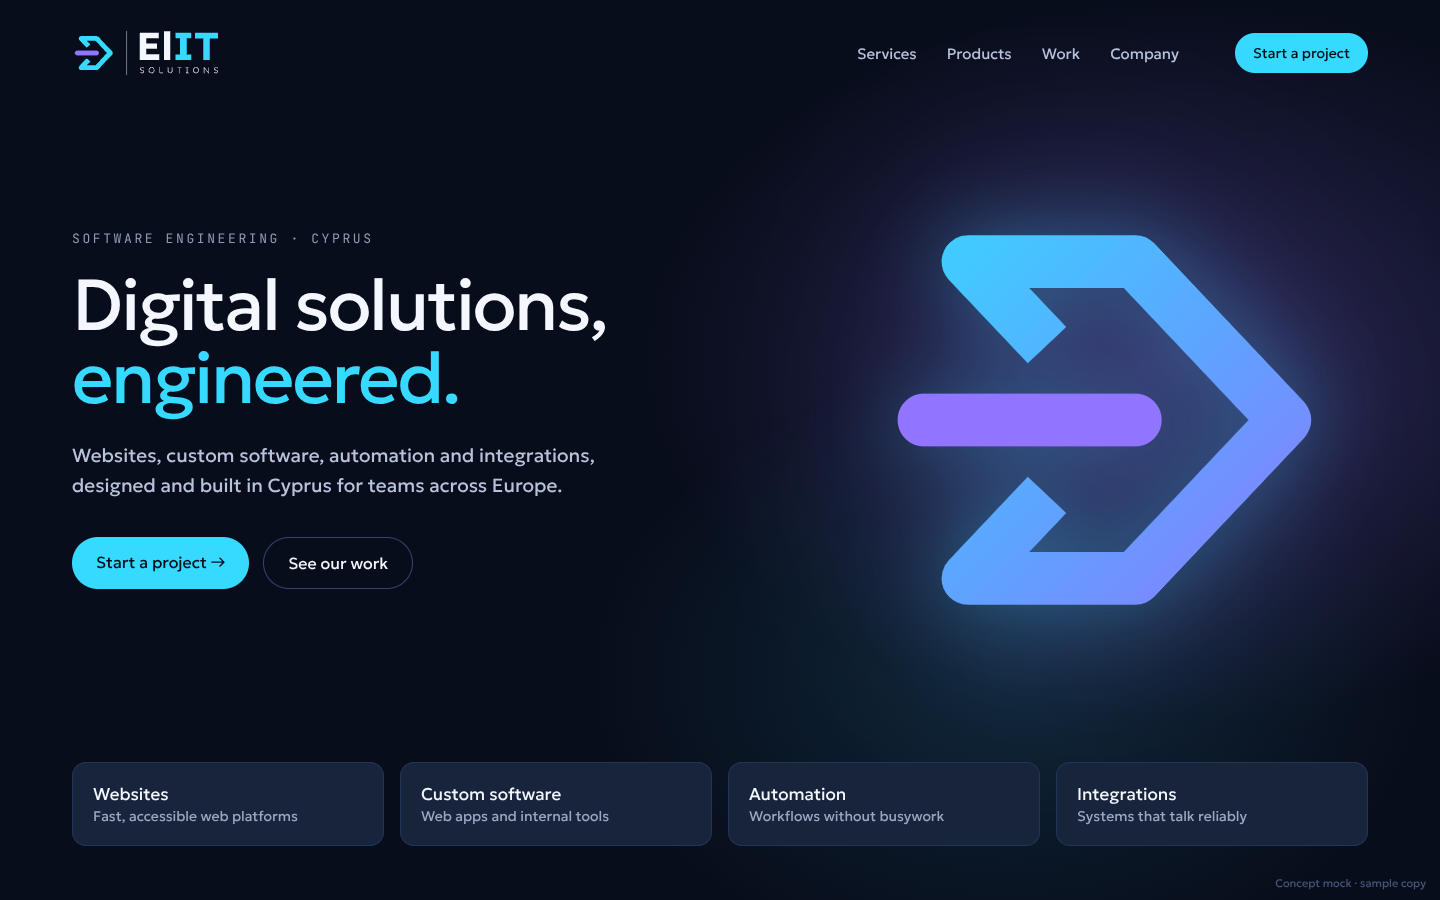 ElIT
SOLUTIONS
Services Products Work Company Start a project
SOFTWARE ENGINEERING · CYPRUS
Digital solutions,
engineered.
Websites, custom software, automation and integrations,
designed and built in Cyprus for teams across Europe.
Start a project → See our work
Websites
Fast, accessible web platforms
Custom software
Web apps and internal tools
Automation
Workflows without busywork
Integrations
Systems that talk reliably
Concept mock · sample copy